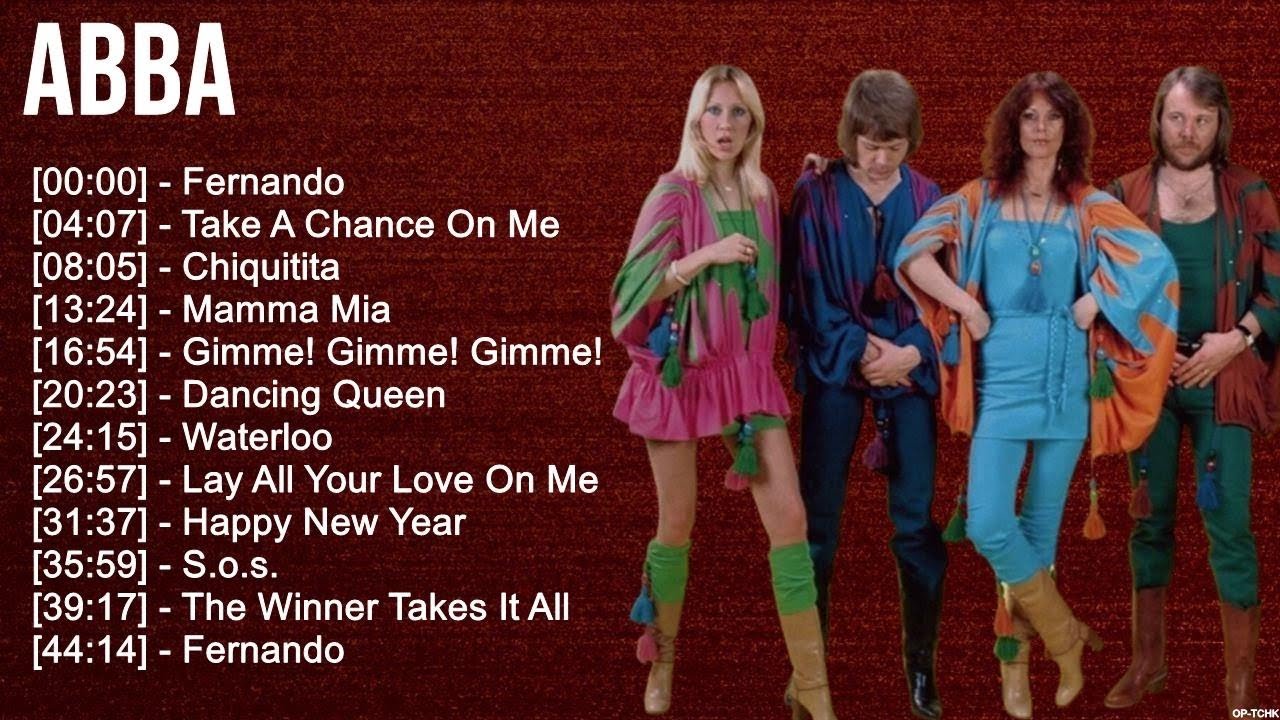 ABBA
[00:00] - Fernando
[04:07] - Take A Chance On Me
[08:05] - Chiquitita
[13:24] - Mamma Mia
[16:54] - Gimme! Gimme! Gimme!
[20:23] - Dancing Queen
[24:15] - Waterloo
[26:57] - Lay All Your Love On Me
[31:37] - Happy New Year
[35:59] - S.o.s.
[39:17] - The Winner Takes It All
[44:14] - Fernando
OP-TCHK